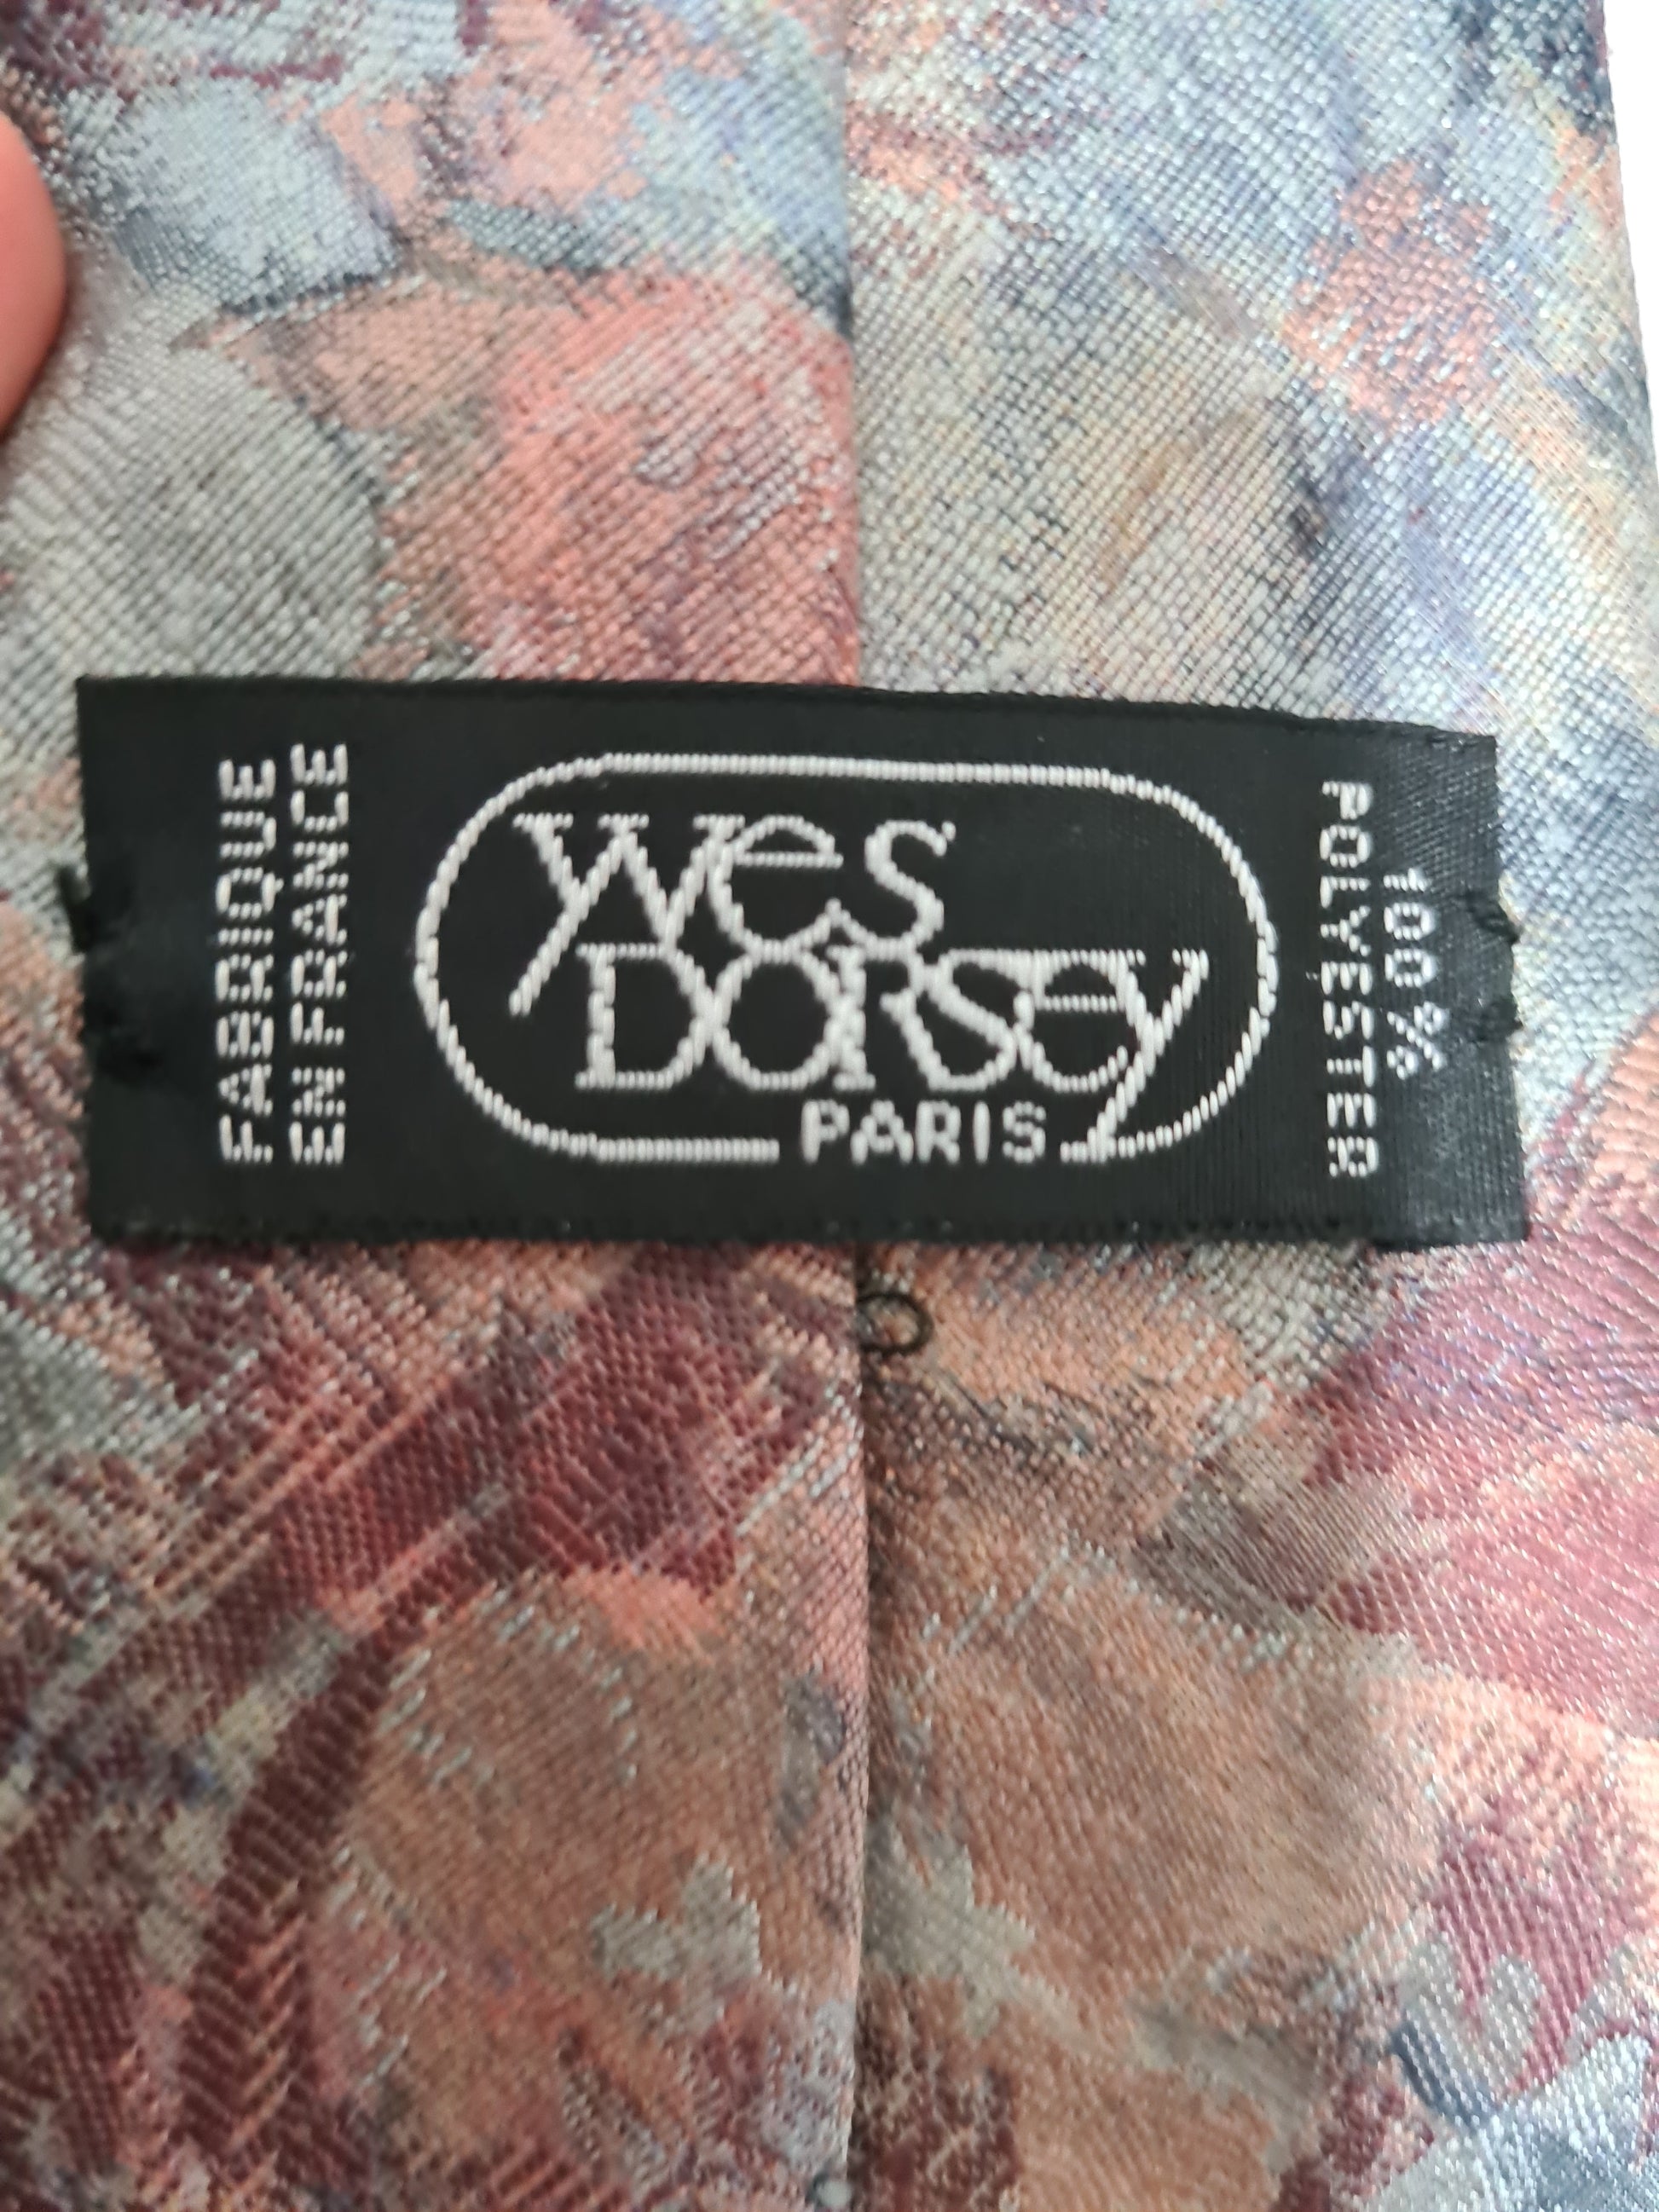 FABRIQUE
EN FRANCE
Yves
DORSEY
PARIS
100%
POLYESTER